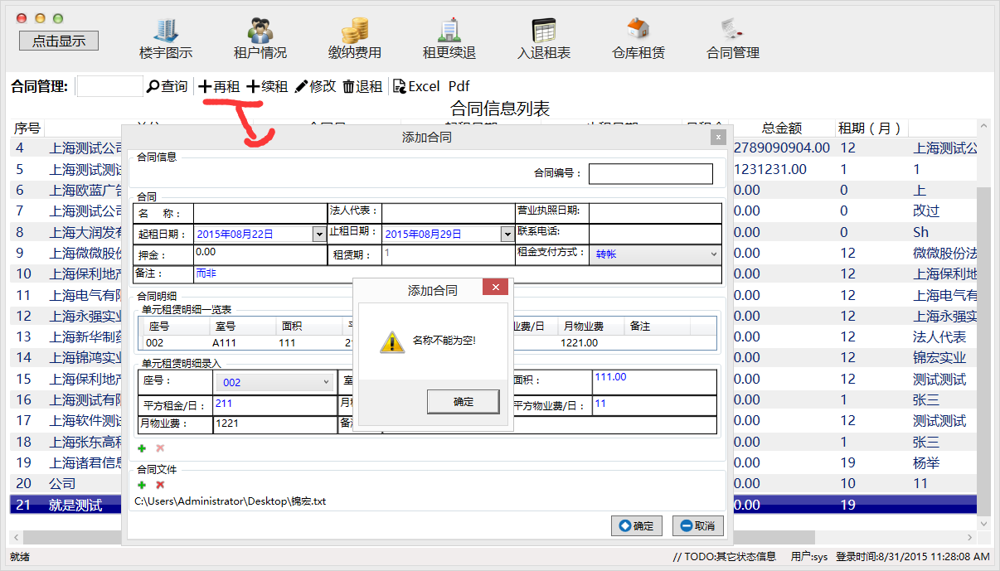 点击显示
楼宇图示 租户情况 缴纳费用 租更续退 入退租表 仓库租赁 合同管理
合同管理: 查询 再租 续租 修改 退租 Excel Pdf
合同信息列表
序号 总金额 租期（月）
添加合同
合同信息
合同编号：
合同
名 称： 法人代表： 营业执照日期:
起租日期： 2015年08月22日 止租日期： 2015年08月29日 联系电话:
押金： 0.00 租赁期： 1 租金支付方式： 转帐
备注： 而非
合同明细
单元租赁明细一览表
座号 室号 面积 业费/日 月物业费 备注
002 A111 111 1221.00
单元租赁明细录入
座号： 002 面积： 111.00
平方租金/日： 211 平方物业费/日： 11
月物业费： 1221
合同文件
C:\Users\Administrator\Desktop\锦宏.txt
确定 取消
添加合同
名称不能为空!
确定
4 上海测试公司 2789090904.00 12 上海测试公
5 上海测试测试 1231231.00 1 1
6 上海欧蓝广告 0.00 0 上
7 上海测试公司 0.00 0 改过
8 上海大润发有 0.00 0 Sh
9 上海微微股份 0.00 12 微微股份法
10 上海保利地产 0.00 12 上海保利地
11 上海电气有限 0.00 12 上海电气有
12 上海永强实业 0.00 12 上海永强实
13 上海新华制药 0.00 12 法人代表
14 上海锦鸿实业 0.00 12 锦宏实业
15 上海保利地产 0.00 12 测试测试
16 上海测试有限 0.00 1 张三
17 上海软件测试 0.00 12 测试测试
18 上海张东高科 0.00 1 张三
19 上海诸君信息 0.00 19 杨举
20 公司 0.00 10 11
21 就是测试 0.00 19
就绪 // TODO:其它状态信息 用户:sys 登录时间:8/31/2015 11:28:08 AM